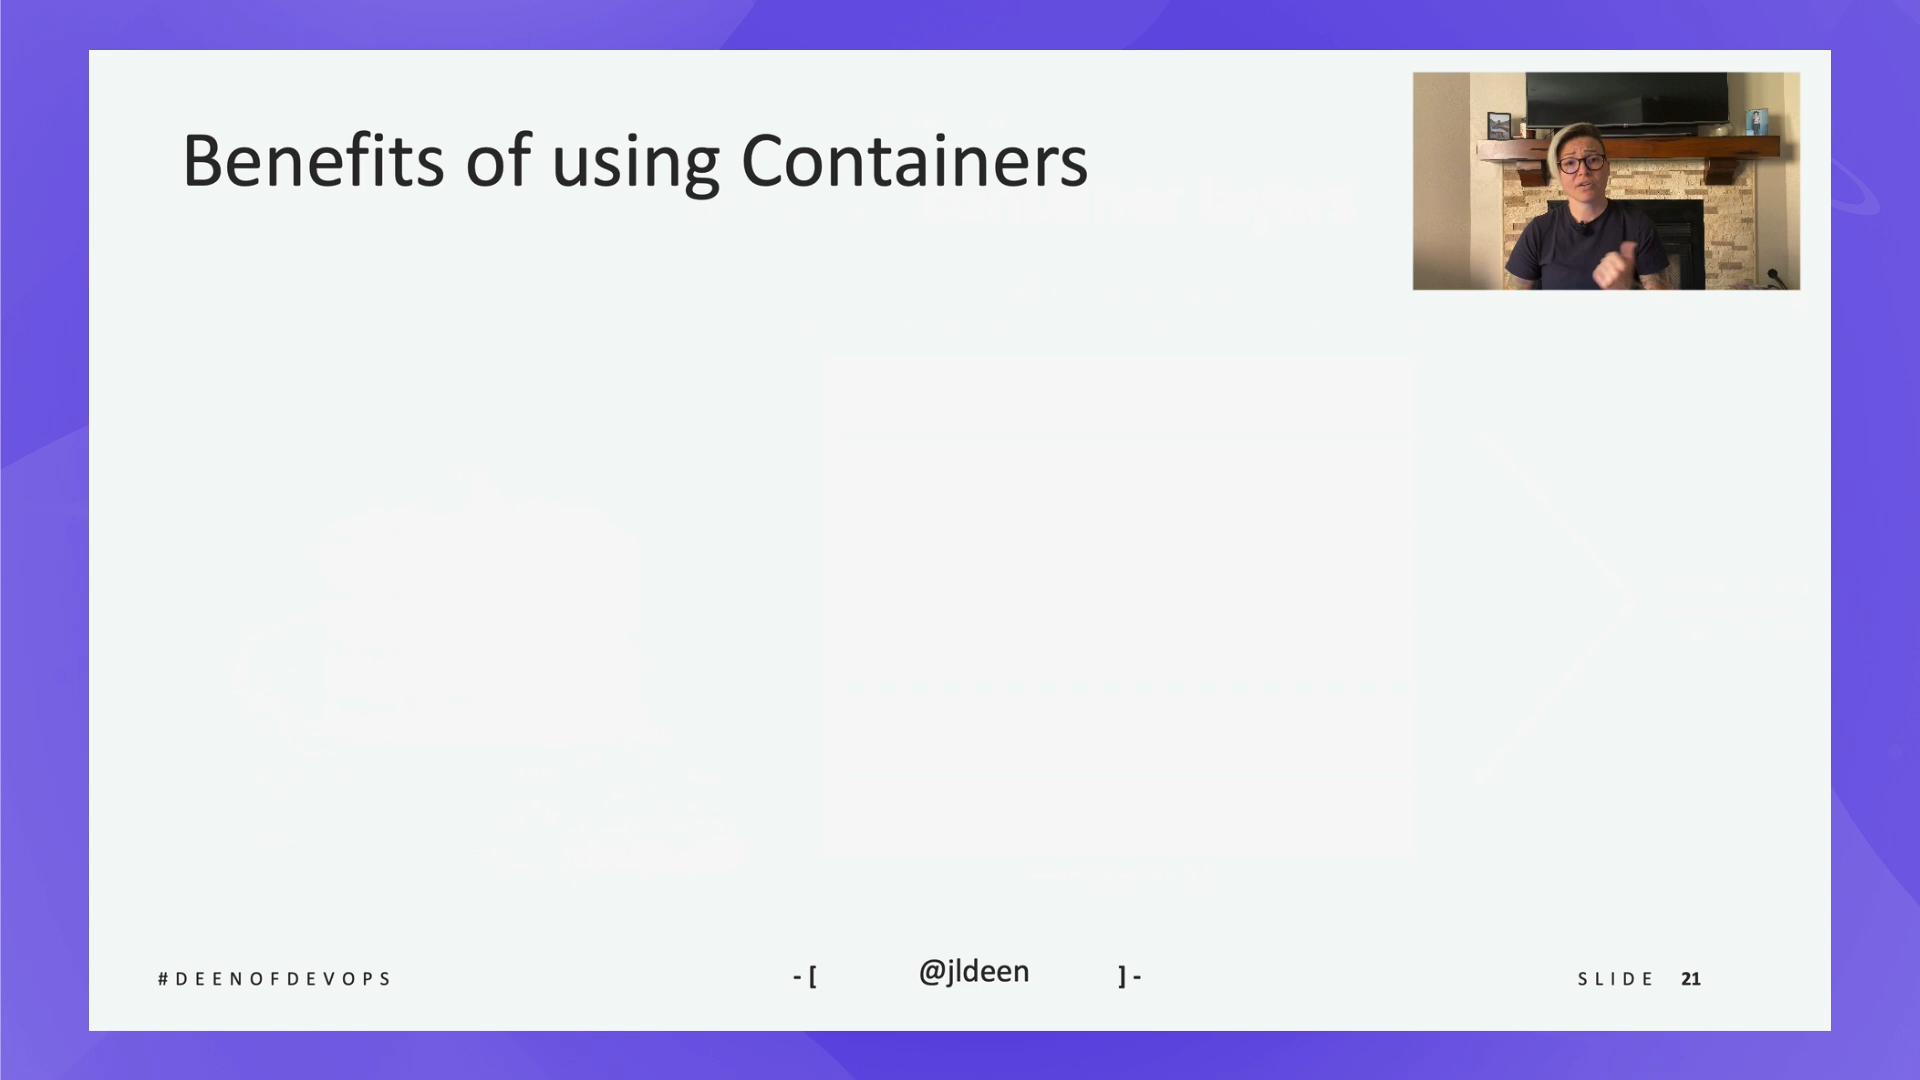 Benefits of using Containers
#DEENOFDEVOPS
-[ @jldeen ]-
SLIDE 21